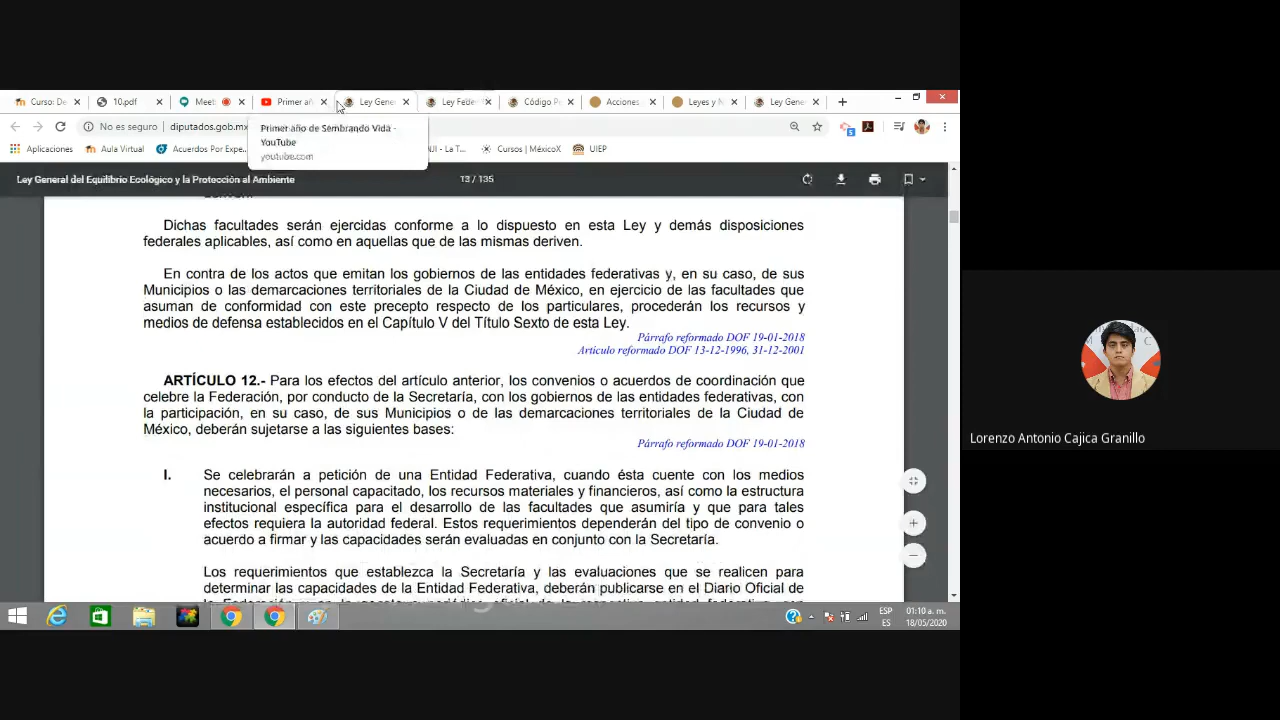 Curso: De
10.pdf
Meet:
Primer añ
Ley Gene
Ley Fede
Código P
Acciones
Leyes y N
Ley Gene
No es seguro
diputados.gob.mx
Primer año de Sembrando Vida -
YouTube
youtube.com
Aplicaciones
Aula Virtual
Acuerdos Por Expe...
NJI - La T...
Cursos | MéxicoX
UIEP
Ley General del Equilibrio Ecológico y la Protección al Ambiente
13 / 135
Dichas facultades serán ejercidas conforme a lo dispuesto en esta Ley y demás disposiciones
federales aplicables, así como en aquellas que de las mismas deriven.
En contra de los actos que emitan los gobiernos de las entidades federativas y, en su caso, de sus
Municipios o las demarcaciones territoriales de la Ciudad de México, en ejercicio de las facultades que
asuman de conformidad con este precepto respecto de los particulares, procederán los recursos y
medios de defensa establecidos en el Capítulo V del Título Sexto de esta Ley.
Párrafo reformado DOF 19-01-2018
Artículo reformado DOF 13-12-1996, 31-12-2001
ARTÍCULO 12.- Para los efectos del artículo anterior, los convenios o acuerdos de coordinación que
celebre la Federación, por conducto de la Secretaría, con los gobiernos de las entidades federativas, con
la participación, en su caso, de sus Municipios o de las demarcaciones territoriales de la Ciudad de
México, deberán sujetarse a las siguientes bases:
Párrafo reformado DOF 19-01-2018
I. Se celebrarán a petición de una Entidad Federativa, cuando ésta cuente con los medios
necesarios, el personal capacitado, los recursos materiales y financieros, así como la estructura
institucional específica para el desarrollo de las facultades que asumiría y que para tales
efectos requiera la autoridad federal. Estos requerimientos dependerán del tipo de convenio o
acuerdo a firmar y las capacidades serán evaluadas en conjunto con la Secretaría.
Los requerimientos que establezca la Secretaría y las evaluaciones que se realicen para
determinar las capacidades de la Entidad Federativa, deberán publicarse en el Diario Oficial de
Lorenzo Antonio Cajica Granillo
ESP
ES
01:10 a. m.
18/05/2020